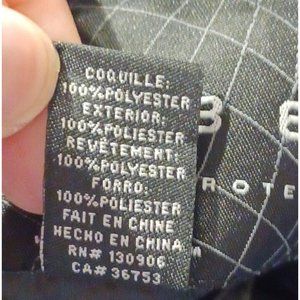 COQUILLE:
100%POLYESTER
EXTERIOR:
100%POLIESTER
REVÊTEMENT:
100%POLYESTER
FORRO:
100%POLIESTER
FAIT EN CHINE
HECHO EN CHINA
RN# 130906
CA# 36753